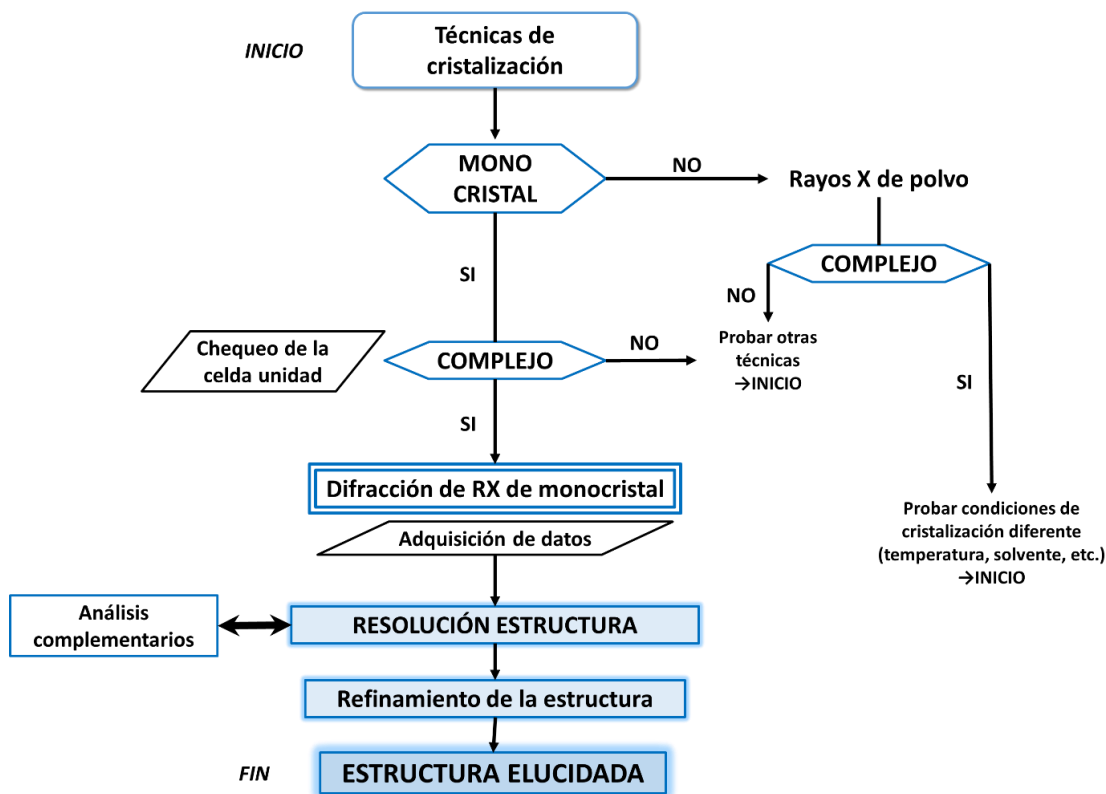 INICIO
Técnicas de
cristalización
MONO
CRISTAL
NO
Rayos X de polvo
SI
COMPLEJO
NO
Probar otras
técnicas
→INICIO
SI
Chequeo de la
celda unidad
COMPLEJO
NO
SI
Difracción de RX de monocristal
Adquisición de datos
Probar condiciones de
cristalización diferente
(temperatura, solvente, etc.)
→INICIO
Análisis
complementarios
RESOLUCIÓN ESTRUCTURA
Refinamiento de la estructura
FIN
ESTRUCTURA ELUCIDADA